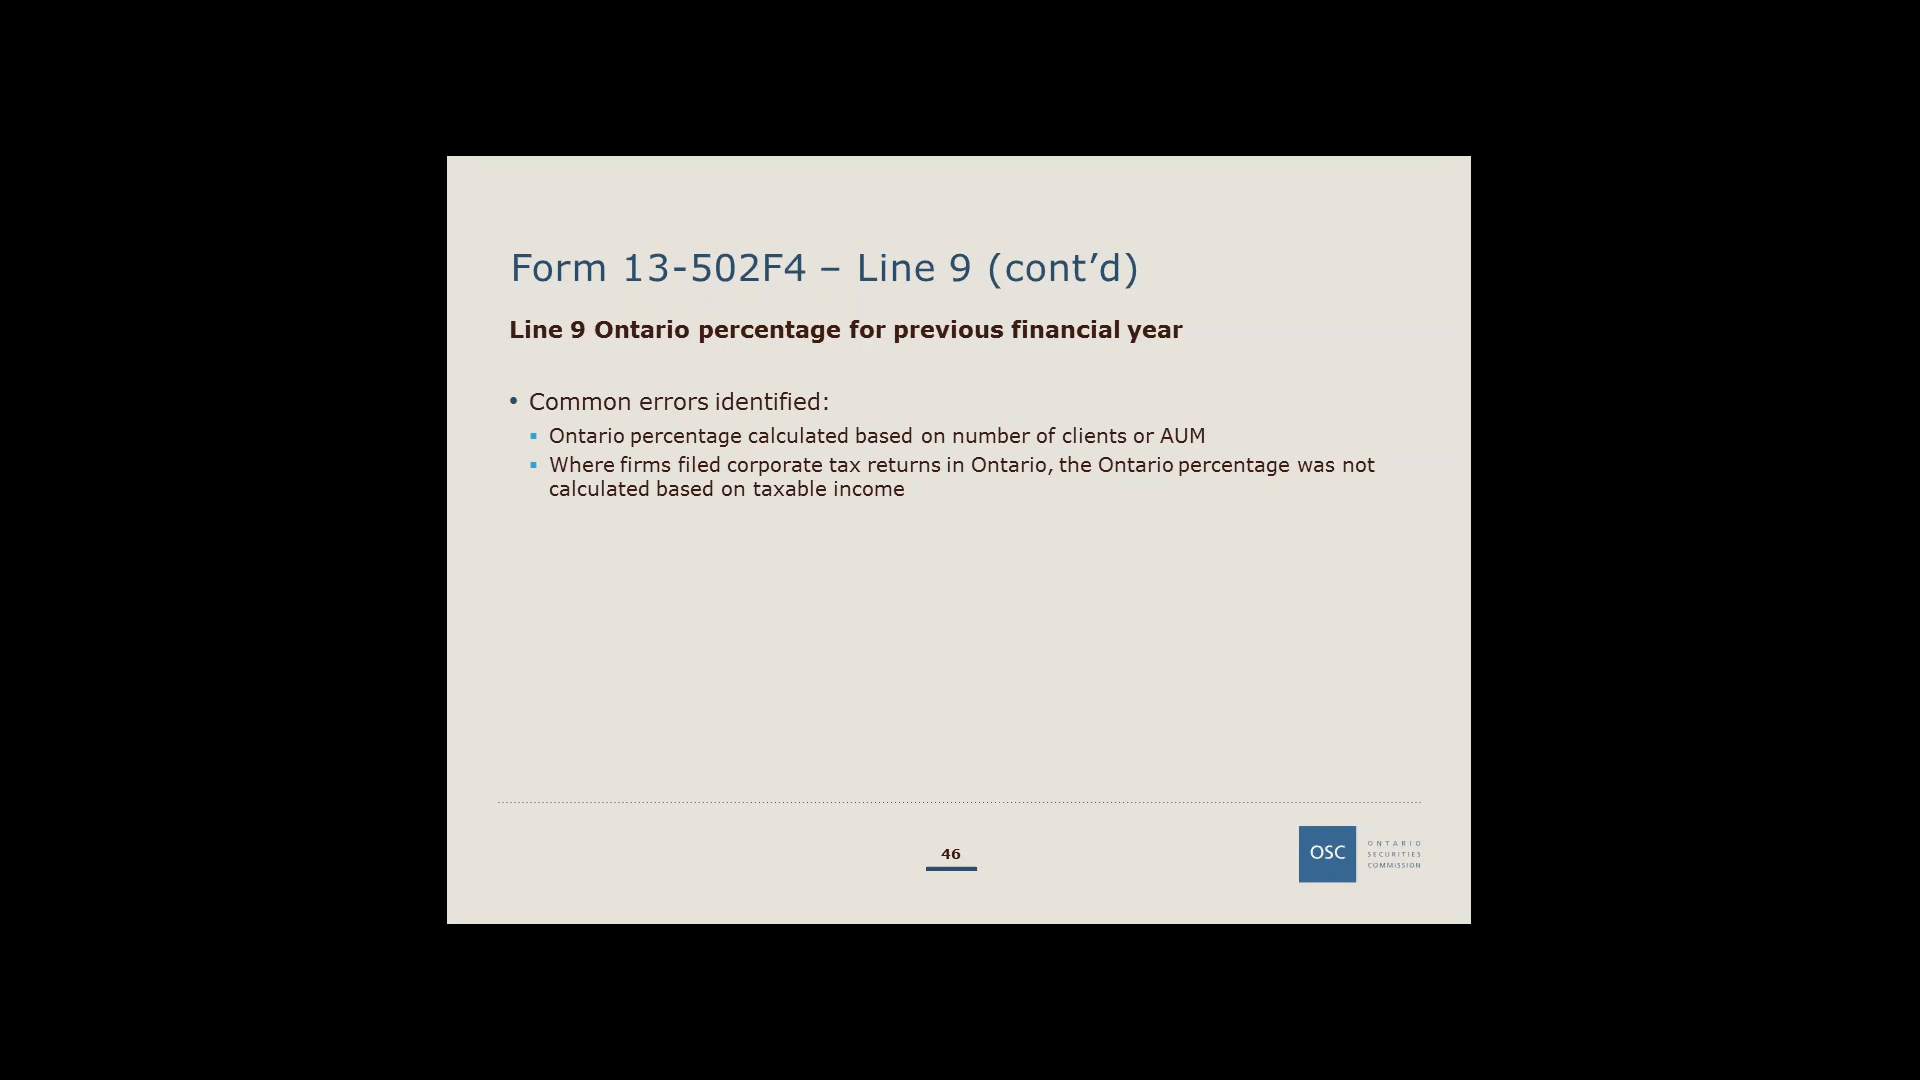 Form 13-502F4 – Line 9 (cont’d)
Line 9 Ontario percentage for previous financial year
• Common errors identified:
▪ Ontario percentage calculated based on number of clients or AUM
▪ Where firms filed corporate tax returns in Ontario, the Ontario percentage was not
calculated based on taxable income
46
OSC
ONTARIO
SECURITIES
COMMISSION